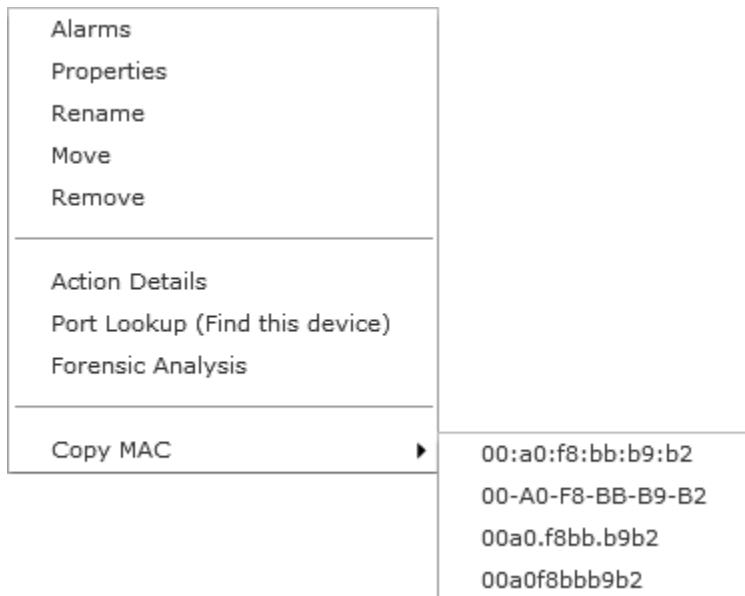 Alarms
Properties
Rename
Move
Remove
Action Details
Port Lookup (Find this device)
Forensic Analysis
Copy MAC
00:a0:f8:bb:b9:b2
00-A0-F8-BB-B9-B2
00a0.f8bb.b9b2
00a0f8bbb9b2